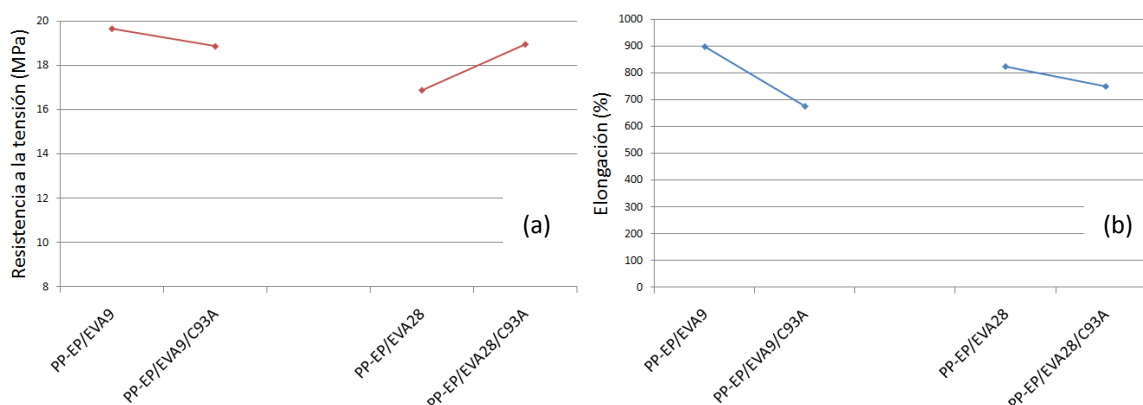 Resistencia a la tensión (MPa)
20
18
16
14
12
10
8
(a)
PP-EP/EVA9
PP-EP/EVA9/C93A
PP-EP/EVA28
PP-EP/EVA28/C93A
Elongación (%)
1000
900
800
700
600
500
400
300
200
100
0
(b)
PP-EP/EVA9
PP-EP/EVA9/C93A
PP-EP/EVA28
PP-EP/EVA28/C93A